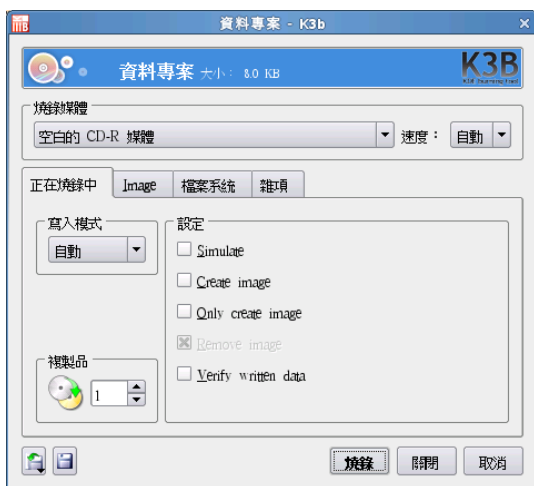 資料專案 - K3b
資料專案 大小: 8.0 KB
K3B
燒錄媒體
空白的 CD-R 媒體
速度:
自動
正在燒錄中
Image
檔案系統
雜項
寫入模式
自動
設定
Simulate
Create image
Only create image
Remove image
Verify written data
複製品
1
燒錄
關閉
取消